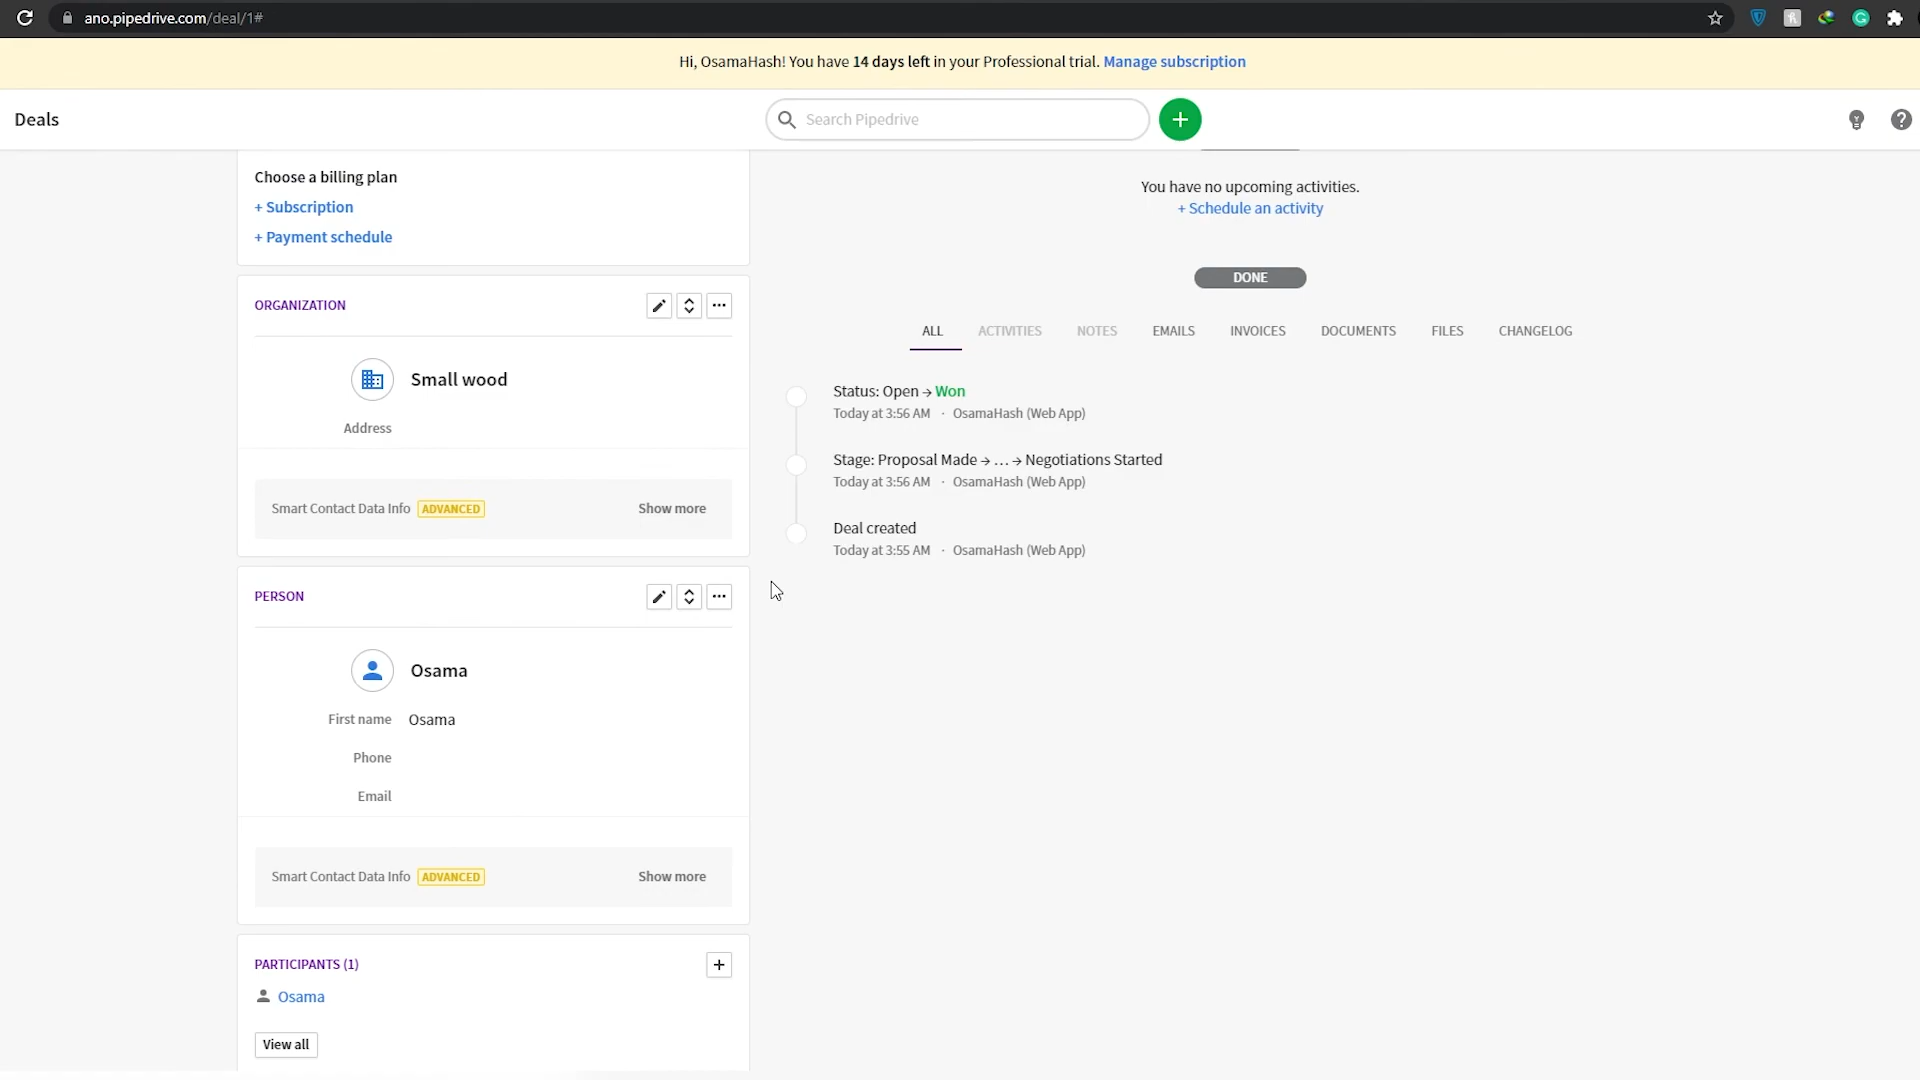 ano.pipedrive.com/deal/1#
Hi, OsamaHash! You have 14 days left in your Professional trial. Manage subscription
Deals
Search Pipedrive
Choose a billing plan
+ Subscription
+ Payment schedule
ORGANIZATION
Small wood
Address
Smart Contact Data Info ADVANCED Show more
PERSON
Osama
First name Osama
Phone
Email
Smart Contact Data Info ADVANCED Show more
PARTICIPANTS (1)
Osama
View all
You have no upcoming activities.
+ Schedule an activity
DONE
ALL ACTIVITIES NOTES EMAILS INVOICES DOCUMENTS FILES CHANGELOG
Status: Open → Won
Today at 3:56 AM · OsamaHash (Web App)
Stage: Proposal Made → … → Negotiations Started
Today at 3:56 AM · OsamaHash (Web App)
Deal created
Today at 3:55 AM · OsamaHash (Web App)